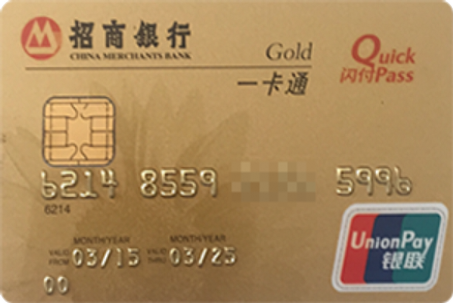 招商银行
CHINA MERCHANTS BANK
Gold
一卡通
Quick
闪付Pass
6214 8559 5996
6214
MONTH/YEAR MONTH/YEAR
VALID FROM 03/15 VALID THRU 03/25
00
UnionPay
银联